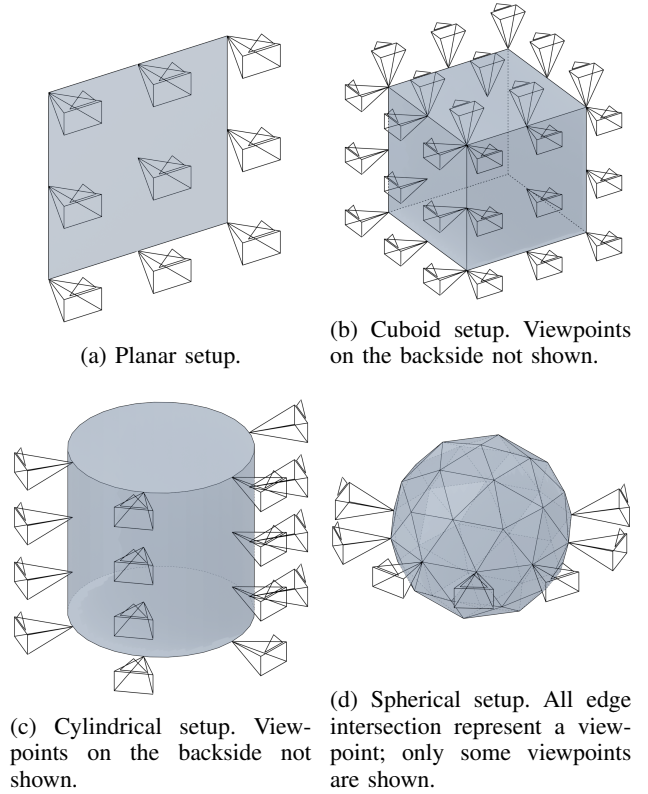 (a) Planar setup.
(b) Cuboid setup. Viewpoints
on the backside not shown.
(c) Cylindrical setup. View-
points on the backside not
shown.
(d) Spherical setup. All edge
intersection represent a view-
point; only some viewpoints
are shown.